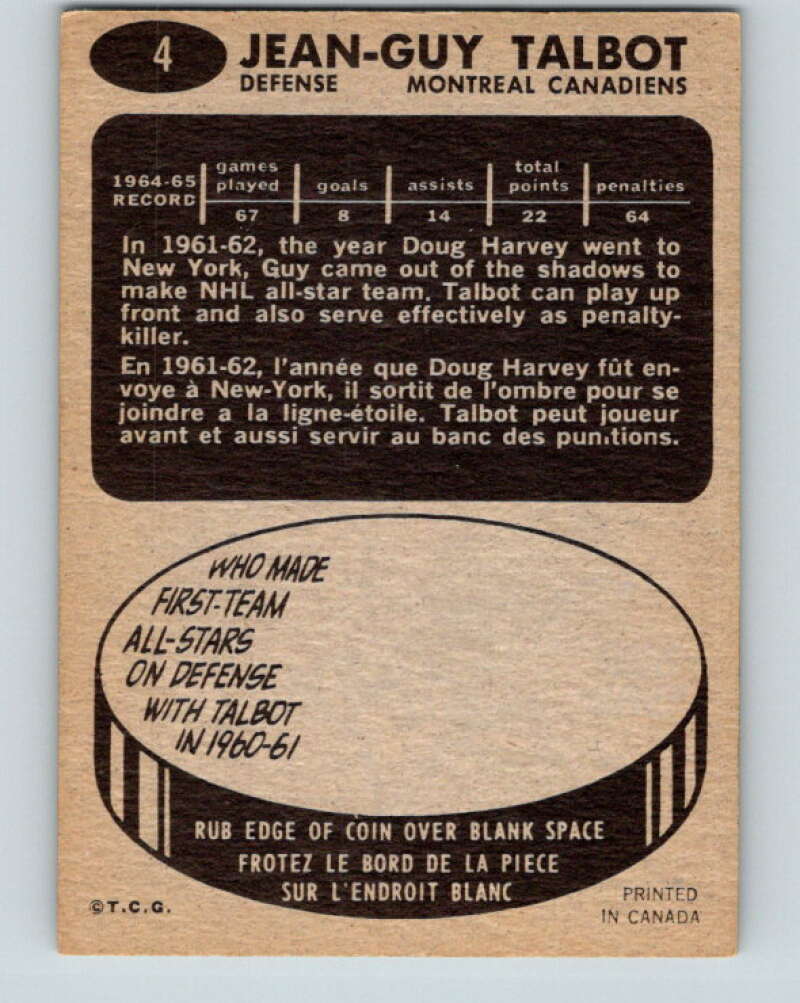 4 JEAN-GUY TALBOT
DEFENSE MONTREAL CANADIENS
1964-65 RECORD games played goals assists total points penalties
67 8 14 22 64
In 1961-62, the year Doug Harvey went to
New York, Guy came out of the shadows to
make NHL all-star team. Talbot can play up
front and also serve effectively as penalty-
killer.
En 1961-62, l'année que Doug Harvey fût en-
voye à New-York, il sortit de l'ombre pour se
joindre a la ligne-étoile. Talbot peut joueur
avant et aussi servir au banc des punitions.
WHO MADE
FIRST-TEAM
ALL-STARS
ON DEFENSE
WITH TALBOT
IN 1960-61
RUB EDGE OF COIN OVER BLANK SPACE
FROTEZ LE BORD DE LA PIECE
SUR L'ENDROIT BLANC
©T.C.G.
PRINTED
IN CANADA